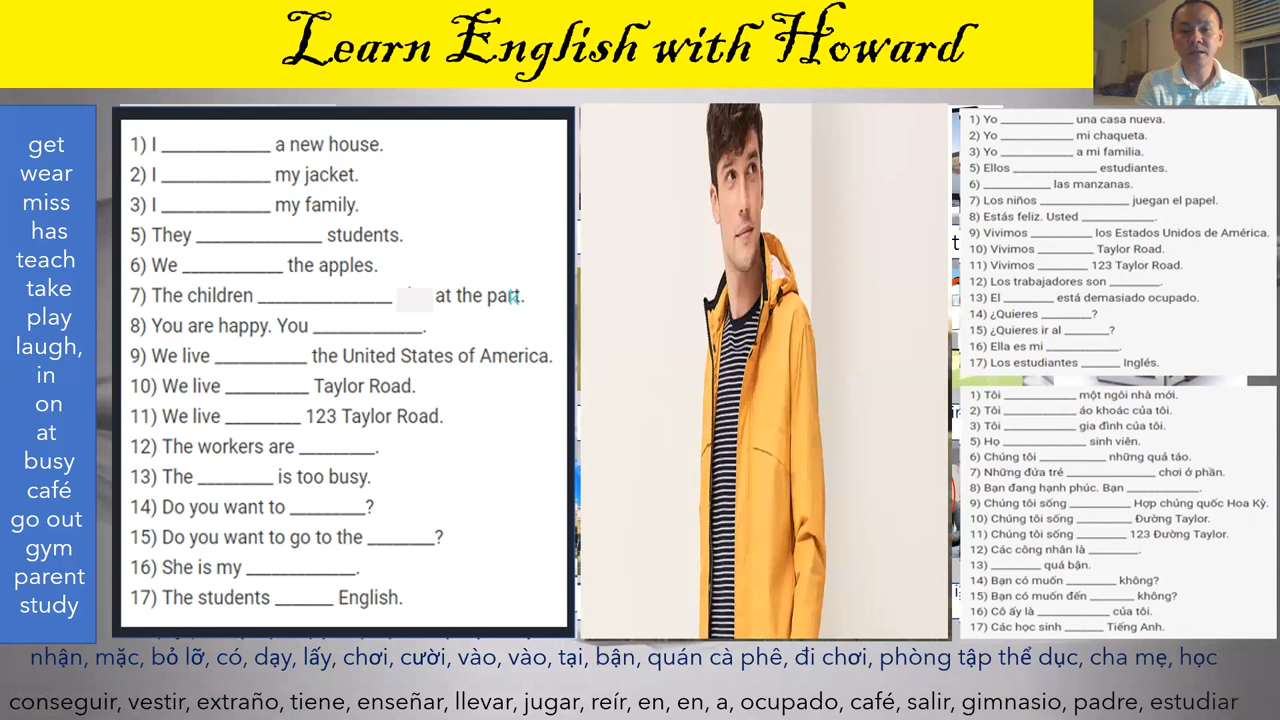 Learn English with Howard
get
wear
miss
has
teach
take
play
laugh,
in
on
at
busy
café
go out
gym
parent
study
1) I ____________ a new house.
2) I ____________ my jacket.
3) I ____________ my family.
5) They ______________ students.
6) We ___________ the apples.
7) The children _______________ at the part.
8) You are happy. You ____________.
9) We live __________ the United States of America.
10) We live _________ Taylor Road.
11) We live ________ 123 Taylor Road.
12) The workers are ________.
13) The ________ is too busy.
14) Do you want to ________?
15) Do you want to go to the _______?
16) She is my ____________.
17) The students ______ English.
1) Yo ____________ una casa nueva.
2) Yo ____________ mi chaqueta.
3) Yo ____________ a mi familia.
5) Ellos ______________ estudiantes.
6) ___________ las manzanas.
7) Los niños _______________ juegan el papel.
8) Estás feliz. Usted ____________.
9) Vivimos __________ los Estados Unidos de América.
10) Vivimos _________ Taylor Road.
11) Vivimos ________ 123 Taylor Road.
12) Los trabajadores son ________.
13) El ________ está demasiado ocupado.
14) ¿Quieres ________?
15) ¿Quieres ir al _______?
16) Ella es mi ____________.
17) Los estudiantes ______ Inglés.
1) Tôi ____________ một ngôi nhà mới.
2) Tôi ____________ áo khoác của tôi.
3) Tôi ____________ gia đình của tôi.
5) Họ ______________ sinh viên.
6) Chúng tôi ___________ những quả táo.
7) Những đứa trẻ _______________ chơi ở phần.
8) Bạn đang hạnh phúc. Bạn ____________.
9) Chúng tôi sống __________ Hợp chủng quốc Hoa Kỳ.
10) Chúng tôi sống _________ Đường Taylor.
11) Chúng tôi sống ________ 123 Đường Taylor.
12) Các công nhân là ________.
13) ________ quá bận.
14) Bạn có muốn ________ không?
15) Bạn có muốn đến _______ không?
16) Cô ấy là ____________ của tôi.
17) Các học sinh ______ Tiếng Anh.
nhận, mặc, bỏ lỡ, có, dạy, lấy, chơi, cười, vào, vào, tại, bận, quán cà phê, đi chơi, phòng tập thể dục, cha mẹ, học
conseguir, vestir, extraño, tiene, enseñar, llevar, jugar, reír, en, en, a, ocupado, café, salir, gimnasio, padre, estudiar